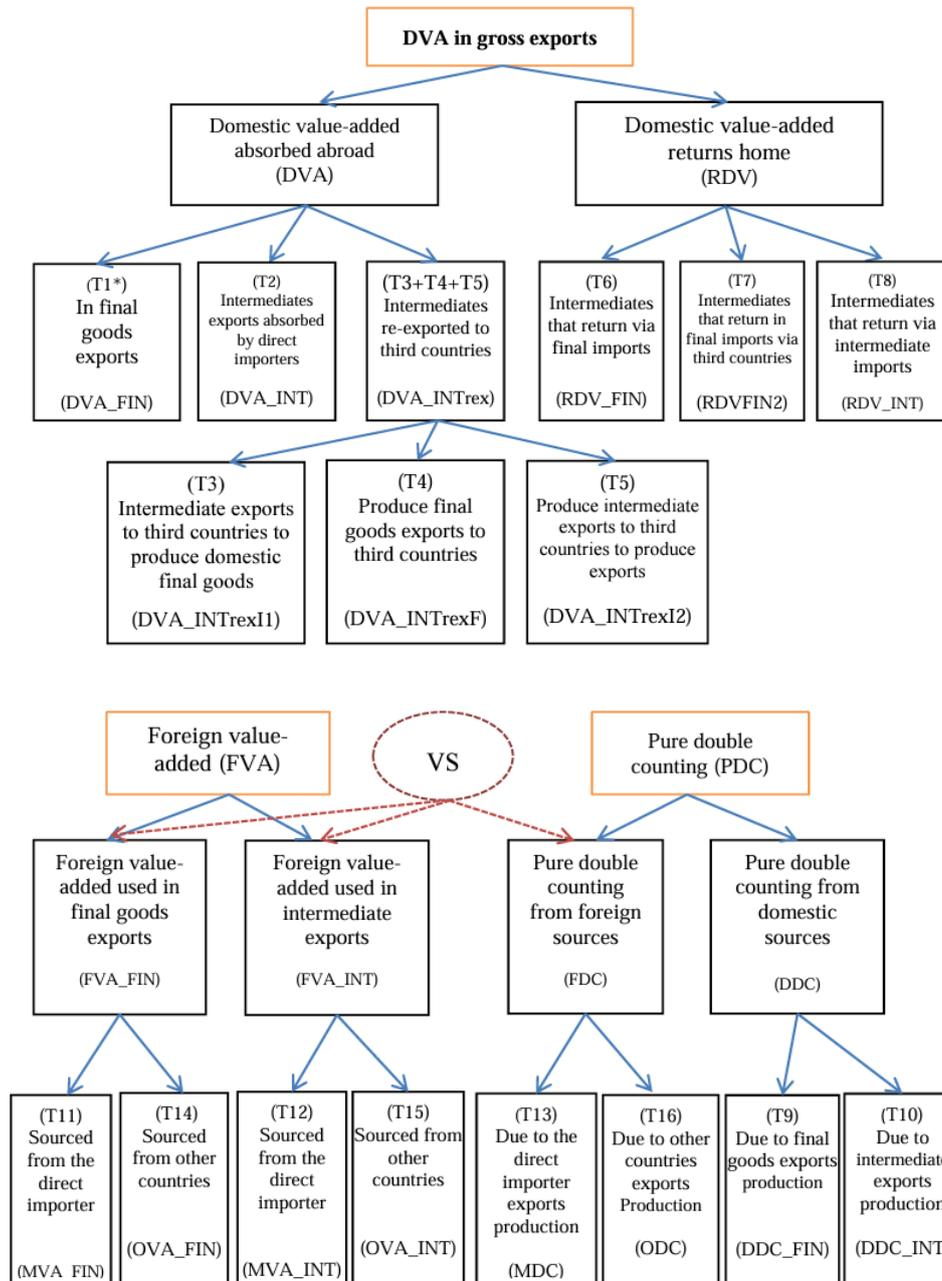 DVA in gross exports
Domestic value-added
absorbed abroad
(DVA)
Domestic value-added
returns home
(RDV)
(T1*)
In final
goods
exports
(DVA_FIN)
(T2)
Intermediates
exports absorbed
by direct
importers
(DVA_INT)
(T3+T4+T5)
Intermediates
re-exported to
third countries
(DVA_INTrex)
(T6)
Intermediates
that return via
final imports
(RDV_FIN)
(T7)
Intermediates
that return in
final imports via
third countries
(RDVFIN2)
(T8)
Intermediates
that return via
intermediate
imports
(RDV_INT)
(T3)
Intermediate exports
to third countries to
produce domestic
final goods
(DVA_INTrexI1)
(T4)
Produce final
goods exports to
third countries
(DVA_INTrexF)
(T5)
Produce intermediate
exports to third
countries to produce
exports
(DVA_INTrexI2)
Foreign value-
added (FVA)
VS
Pure double
counting (PDC)
Foreign value-
added used in
final goods
exports
(FVA_FIN)
Foreign value-
added used in
intermediate
exports
(FVA_INT)
Pure double
counting
from foreign
sources
(FDC)
Pure double
counting from
domestic
sources
(DDC)
(T11)
Sourced
from the
direct
importer
(MVA_FIN)
(T14)
Sourced
from other
countries
(OVA_FIN)
(T12)
Sourced
from the
direct
importer
(MVA_INT)
(T15)
Sourced from
other
countries
(OVA_INT)
(T13)
Due to the
direct
importer
exports
production
(MDC)
(T16)
Due to other
countries
exports
Production
(ODC)
(T9)
Due to final
goods exports
production
(DDC_FIN)
(T10)
Due to
intermediate
exports
production
(DDC_INT